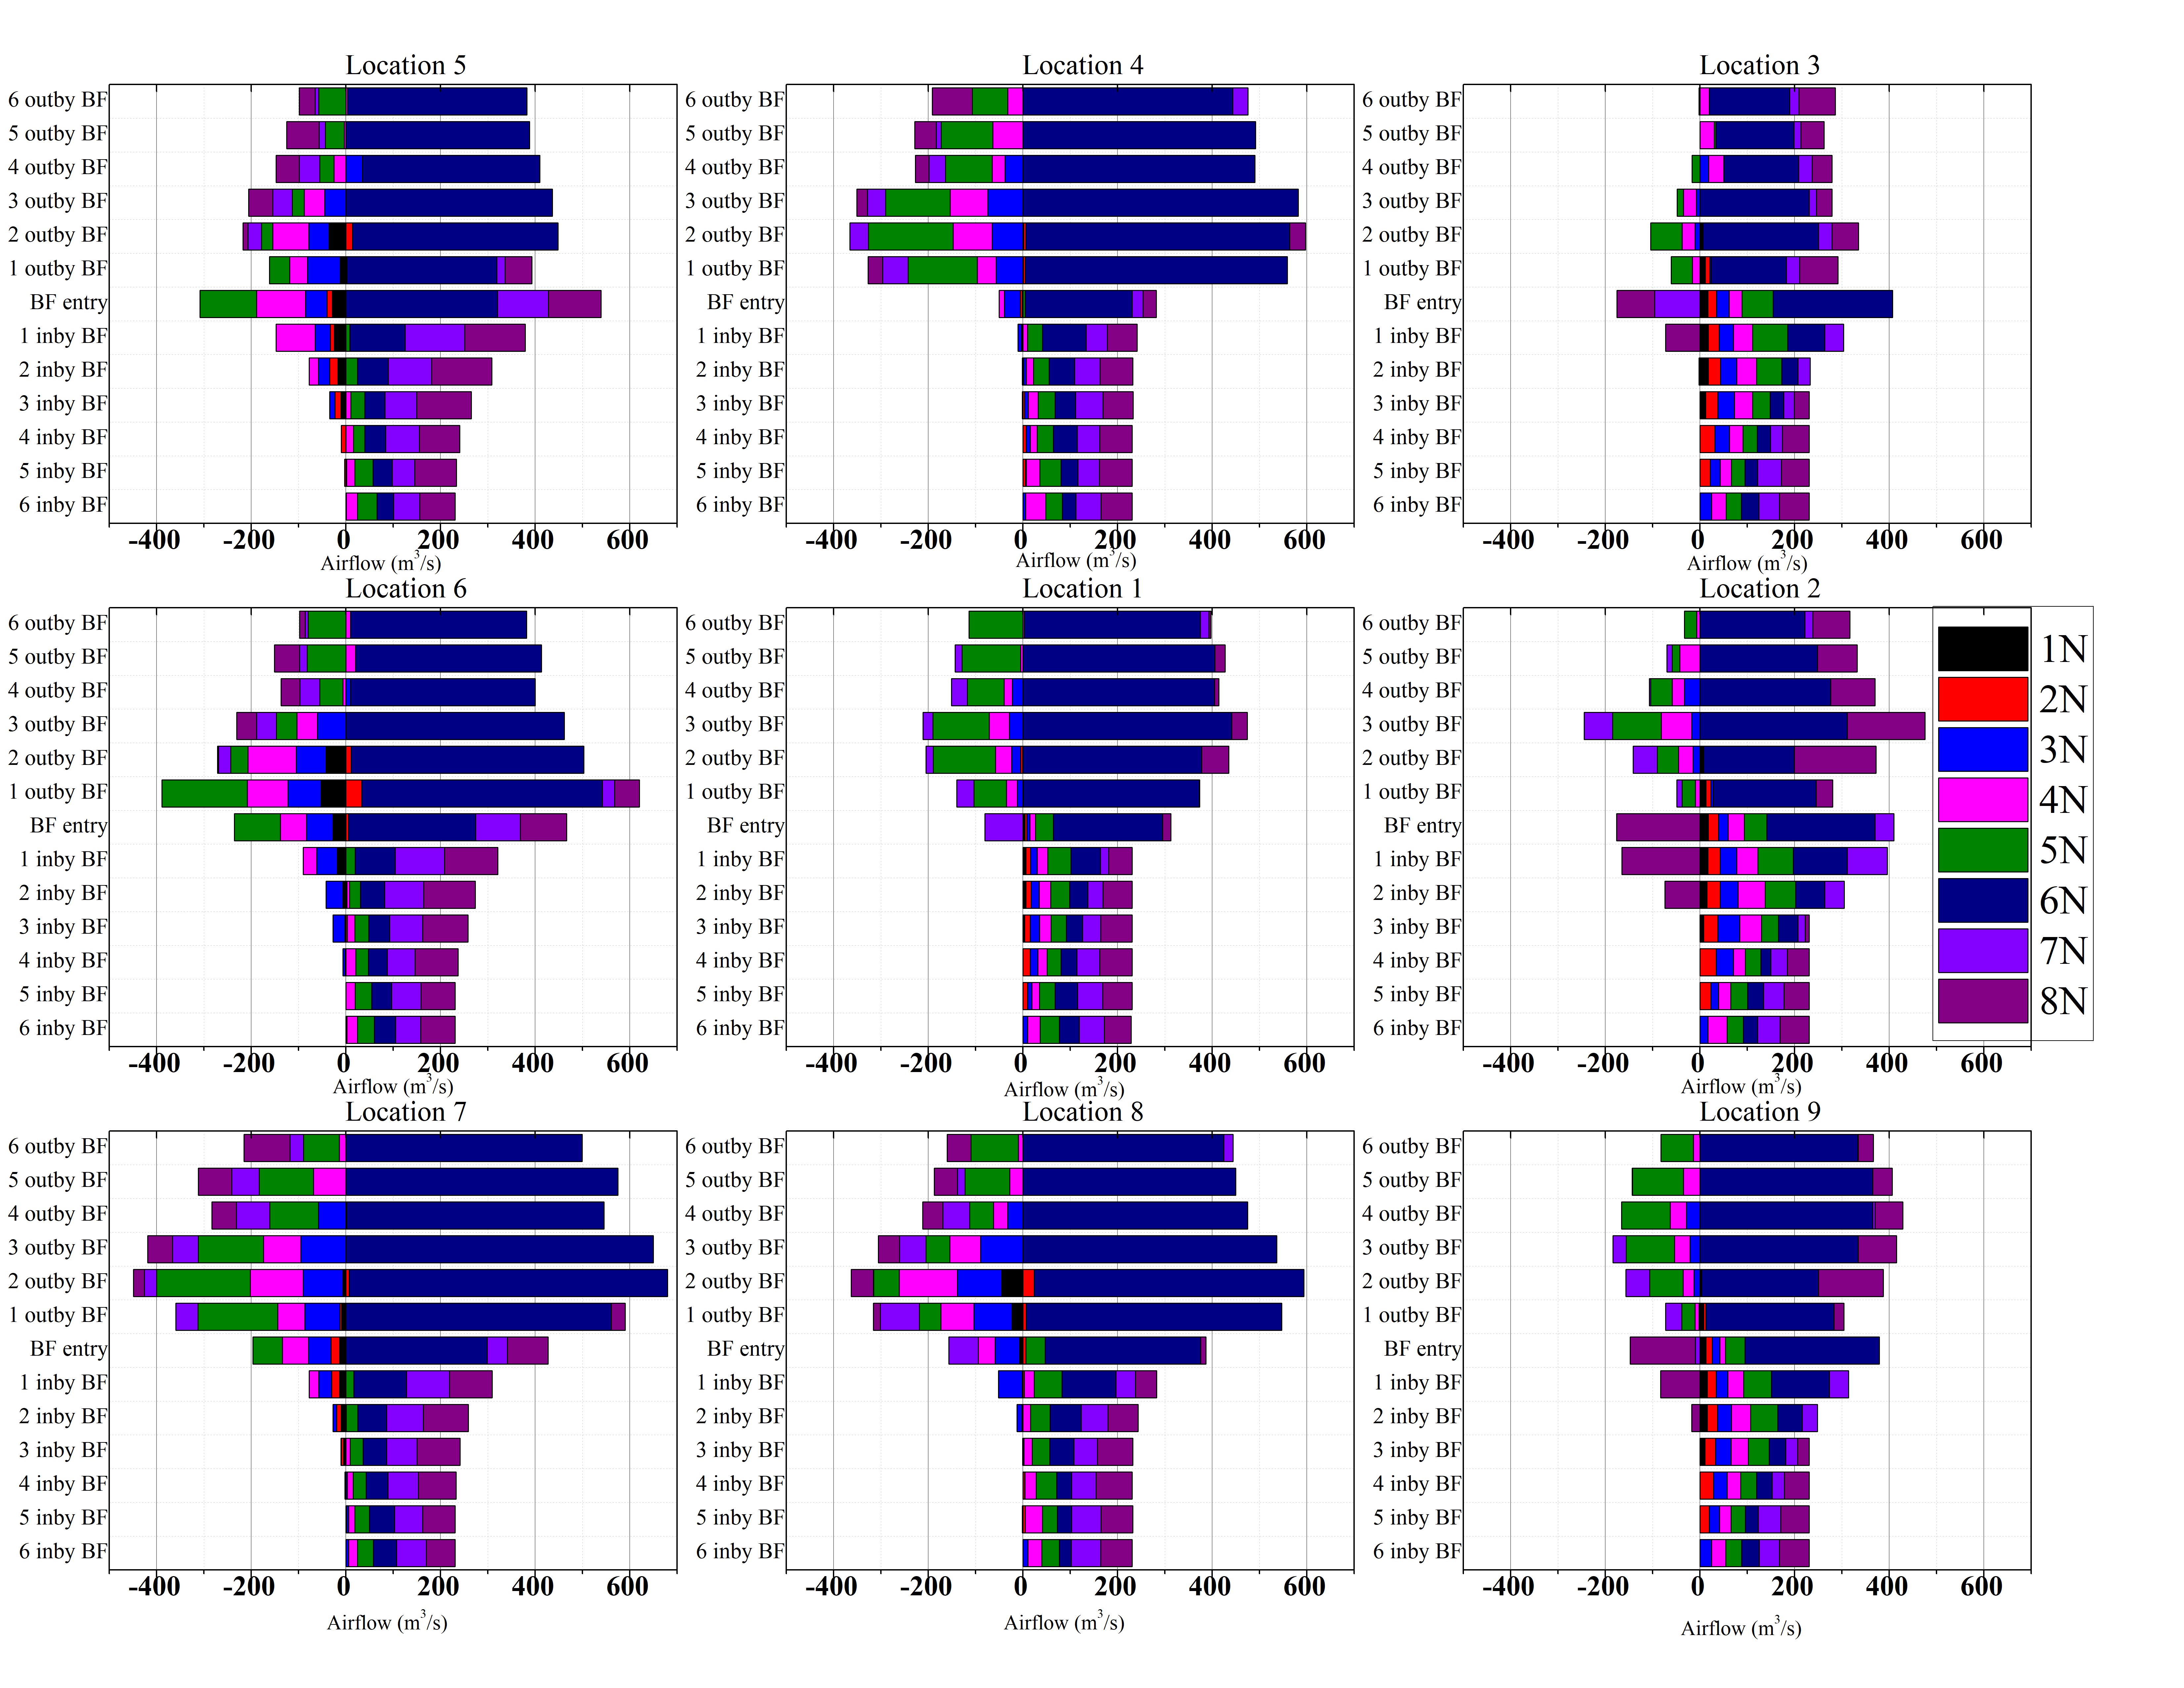 Location 5
6 outby BF
5 outby BF
4 outby BF
3 outby BF
2 outby BF
1 outby BF
BF entry
1 inby BF
2 inby BF
3 inby BF
4 inby BF
5 inby BF
6 inby BF
-400 -200 0 200 400 600
Airflow (m³/s)
Location 4
6 outby BF
5 outby BF
4 outby BF
3 outby BF
2 outby BF
1 outby BF
BF entry
1 inby BF
2 inby BF
3 inby BF
4 inby BF
5 inby BF
6 inby BF
-400 -200 0 200 400 600
Airflow (m³/s)
Location 3
6 outby BF
5 outby BF
4 outby BF
3 outby BF
2 outby BF
1 outby BF
BF entry
1 inby BF
2 inby BF
3 inby BF
4 inby BF
5 inby BF
6 inby BF
-400 -200 0 200 400 600
Airflow (m³/s)
Location 6
6 outby BF
5 outby BF
4 outby BF
3 outby BF
2 outby BF
1 outby BF
BF entry
1 inby BF
2 inby BF
3 inby BF
4 inby BF
5 inby BF
6 inby BF
-400 -200 0 200 400 600
Airflow (m³/s)
Location 1
6 outby BF
5 outby BF
4 outby BF
3 outby BF
2 outby BF
1 outby BF
BF entry
1 inby BF
2 inby BF
3 inby BF
4 inby BF
5 inby BF
6 inby BF
-400 -200 0 200 400 600
Airflow (m³/s)
Location 2
6 outby BF
5 outby BF
4 outby BF
3 outby BF
2 outby BF
1 outby BF
BF entry
1 inby BF
2 inby BF
3 inby BF
4 inby BF
5 inby BF
6 inby BF
-400 -200 0 200 400 600
Airflow (m³/s)
1N
2N
3N
4N
5N
6N
7N
8N
Location 7
6 outby BF
5 outby BF
4 outby BF
3 outby BF
2 outby BF
1 outby BF
BF entry
1 inby BF
2 inby BF
3 inby BF
4 inby BF
5 inby BF
6 inby BF
-400 -200 0 200 400 600
Airflow (m³/s)
Location 8
6 outby BF
5 outby BF
4 outby BF
3 outby BF
2 outby BF
1 outby BF
BF entry
1 inby BF
2 inby BF
3 inby BF
4 inby BF
5 inby BF
6 inby BF
-400 -200 0 200 400 600
Airflow (m³/s)
Location 9
6 outby BF
5 outby BF
4 outby BF
3 outby BF
2 outby BF
1 outby BF
BF entry
1 inby BF
2 inby BF
3 inby BF
4 inby BF
5 inby BF
6 inby BF
-400 -200 0 200 400 600
Airflow (m³/s)